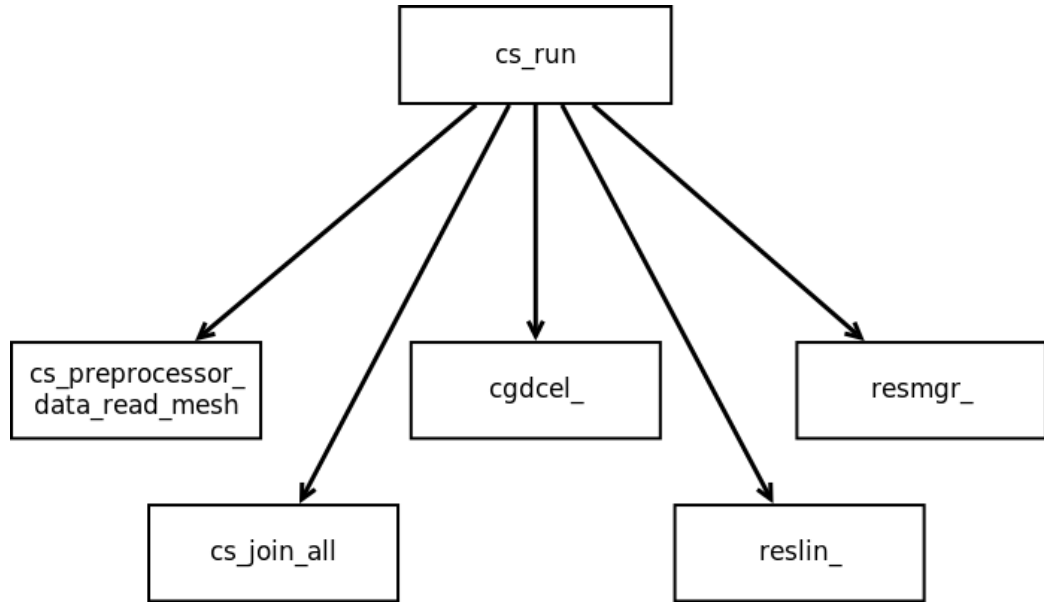 cs_run
cs_preprocessor_
data_read_mesh
cgdcel_
resmgr_
cs_join_all
reslin_